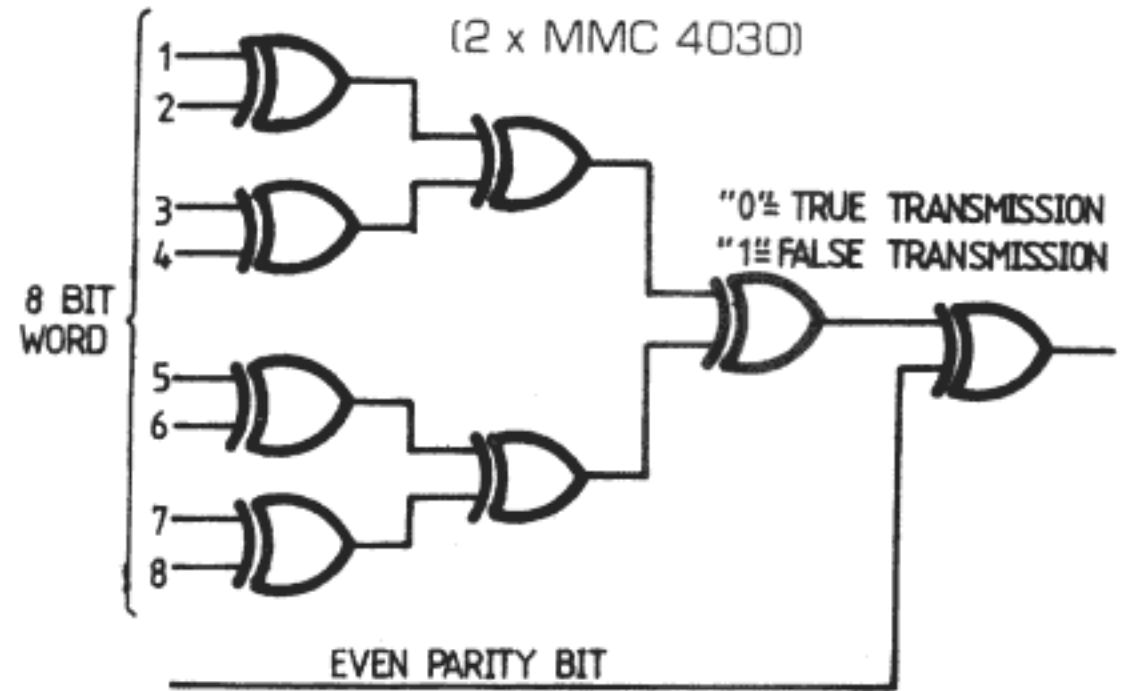 (2 x MMC 4030)
1
2
3
4
"0"= TRUE TRANSMISSION
"1"= FALSE TRANSMISSION
8 BIT
WORD
5
6
7
8
EVEN PARITY BIT